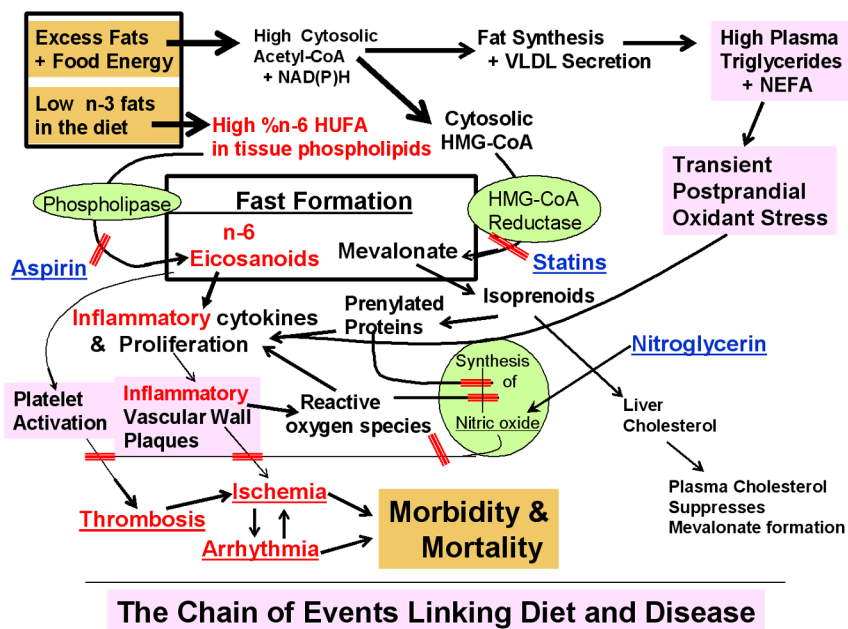 Excess Fats
+ Food Energy
Low n-3 fats
in the diet
High Cytosolic
Acetyl-CoA
+ NAD(P)H
Fat Synthesis
+ VLDL Secretion
High Plasma
Triglycerides
+ NEFA
High %n-6 HUFA
in tissue phospholipids
Cytosolic
HMG-CoA
Transient
Postprandial
Oxidant Stress
Phospholipase
Fast Formation
HMG-CoA
Reductase
n-6
Eicosanoids
Mevalonate
Aspirin
Statins
Isoprenoids
Inflammatory cytokines
& Proliferation
Prenylated
Proteins
Nitroglycerin
Synthesis
of
Nitric oxide
Platelet
Activation
Inflammatory
Vascular Wall
Plaques
Reactive
oxygen species
Liver
Cholesterol
Plasma Cholesterol
Suppresses
Mevalonate formation
Thrombosis
Ischemia
Arrhythmia
Morbidity &
Mortality
The Chain of Events Linking Diet and Disease